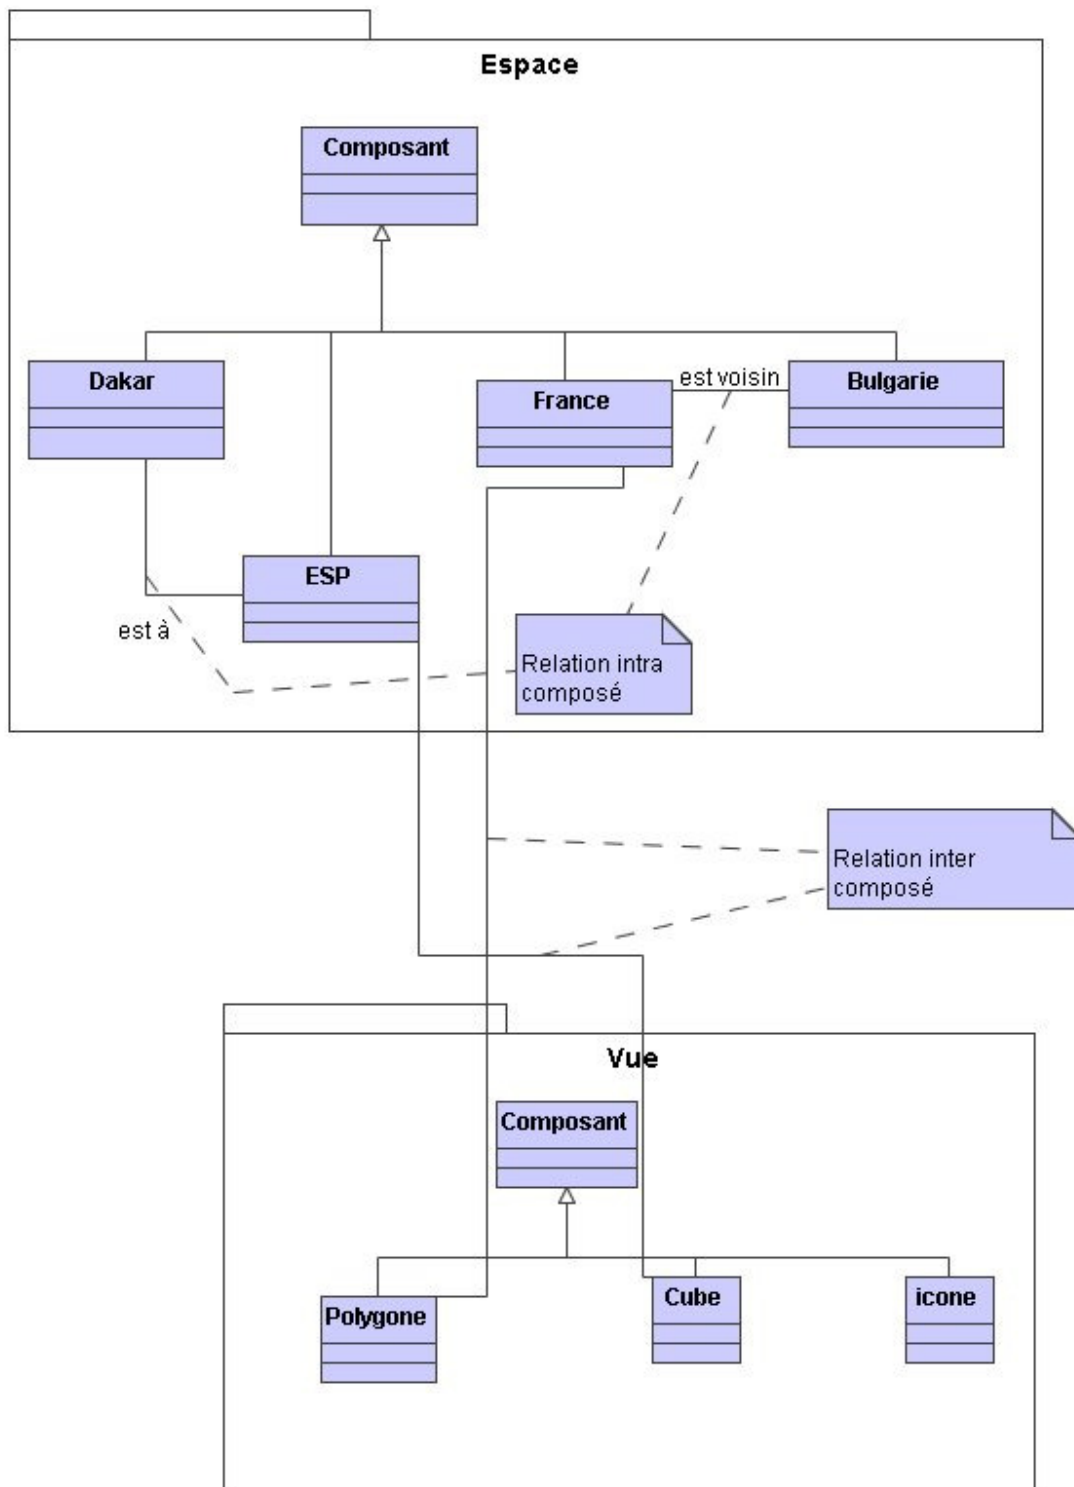 Espace
Composant
Dakar
France
est voisin
Bulgarie
ESP
est à
Relation intra
composé
Relation inter
composé
Vue
Composant
Polygone
Cube
icone